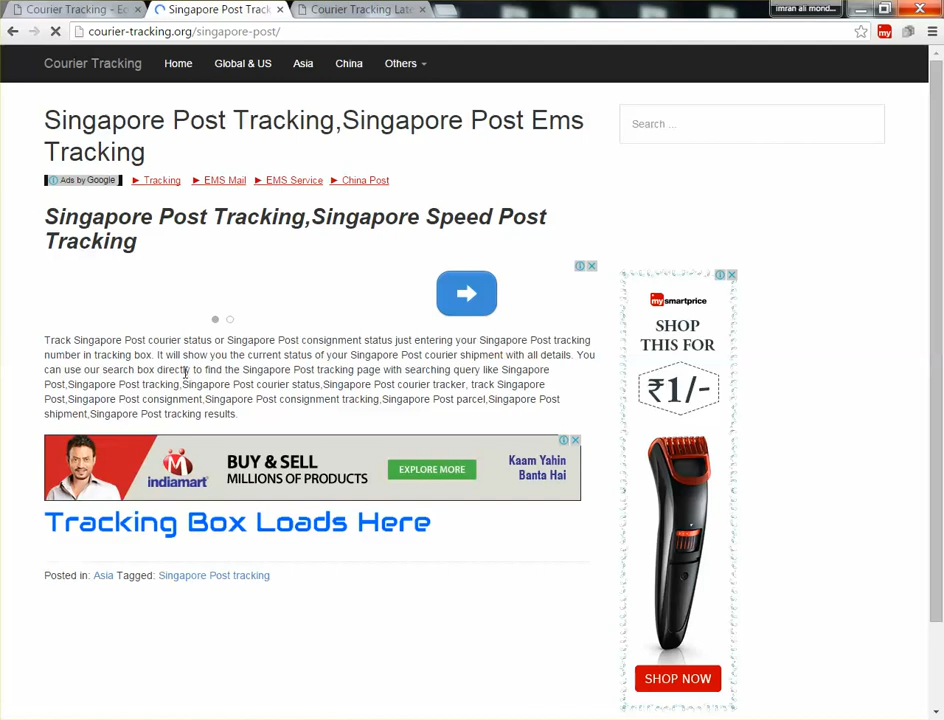 Courier Tracking - Ec
Singapore Post Track
Courier Tracking Late
imran ali mond...
courier-tracking.org/singapore-post/
my
Courier Tracking
Home
Global & US
Asia
China
Others
Singapore Post Tracking,Singapore Post Ems
Tracking
Search ...
Ads by Google
► Tracking
► EMS Mail
► EMS Service
► China Post
Singapore Post Tracking,Singapore Speed Post
Tracking
Track Singapore Post courier status or Singapore Post consignment status just entering your Singapore Post tracking
number in tracking box. It will show you the current status of your Singapore Post courier shipment with all details. You
can use our search box directly to find the Singapore Post tracking page with searching query like Singapore
Post,Singapore Post tracking,Singapore Post courier status,Singapore Post courier tracker, track Singapore
Post,Singapore Post consignment,Singapore Post consignment tracking,Singapore Post parcel,Singapore Post
shipment,Singapore Post tracking results.
indiamart
BUY & SELL
MILLIONS OF PRODUCTS
EXPLORE MORE
Kaam Yahin
Banta Hai
Tracking Box Loads Here
Posted in: Asia Tagged: Singapore Post tracking
mysmartprice
SHOP
THIS FOR
₹1/-
SHOP NOW